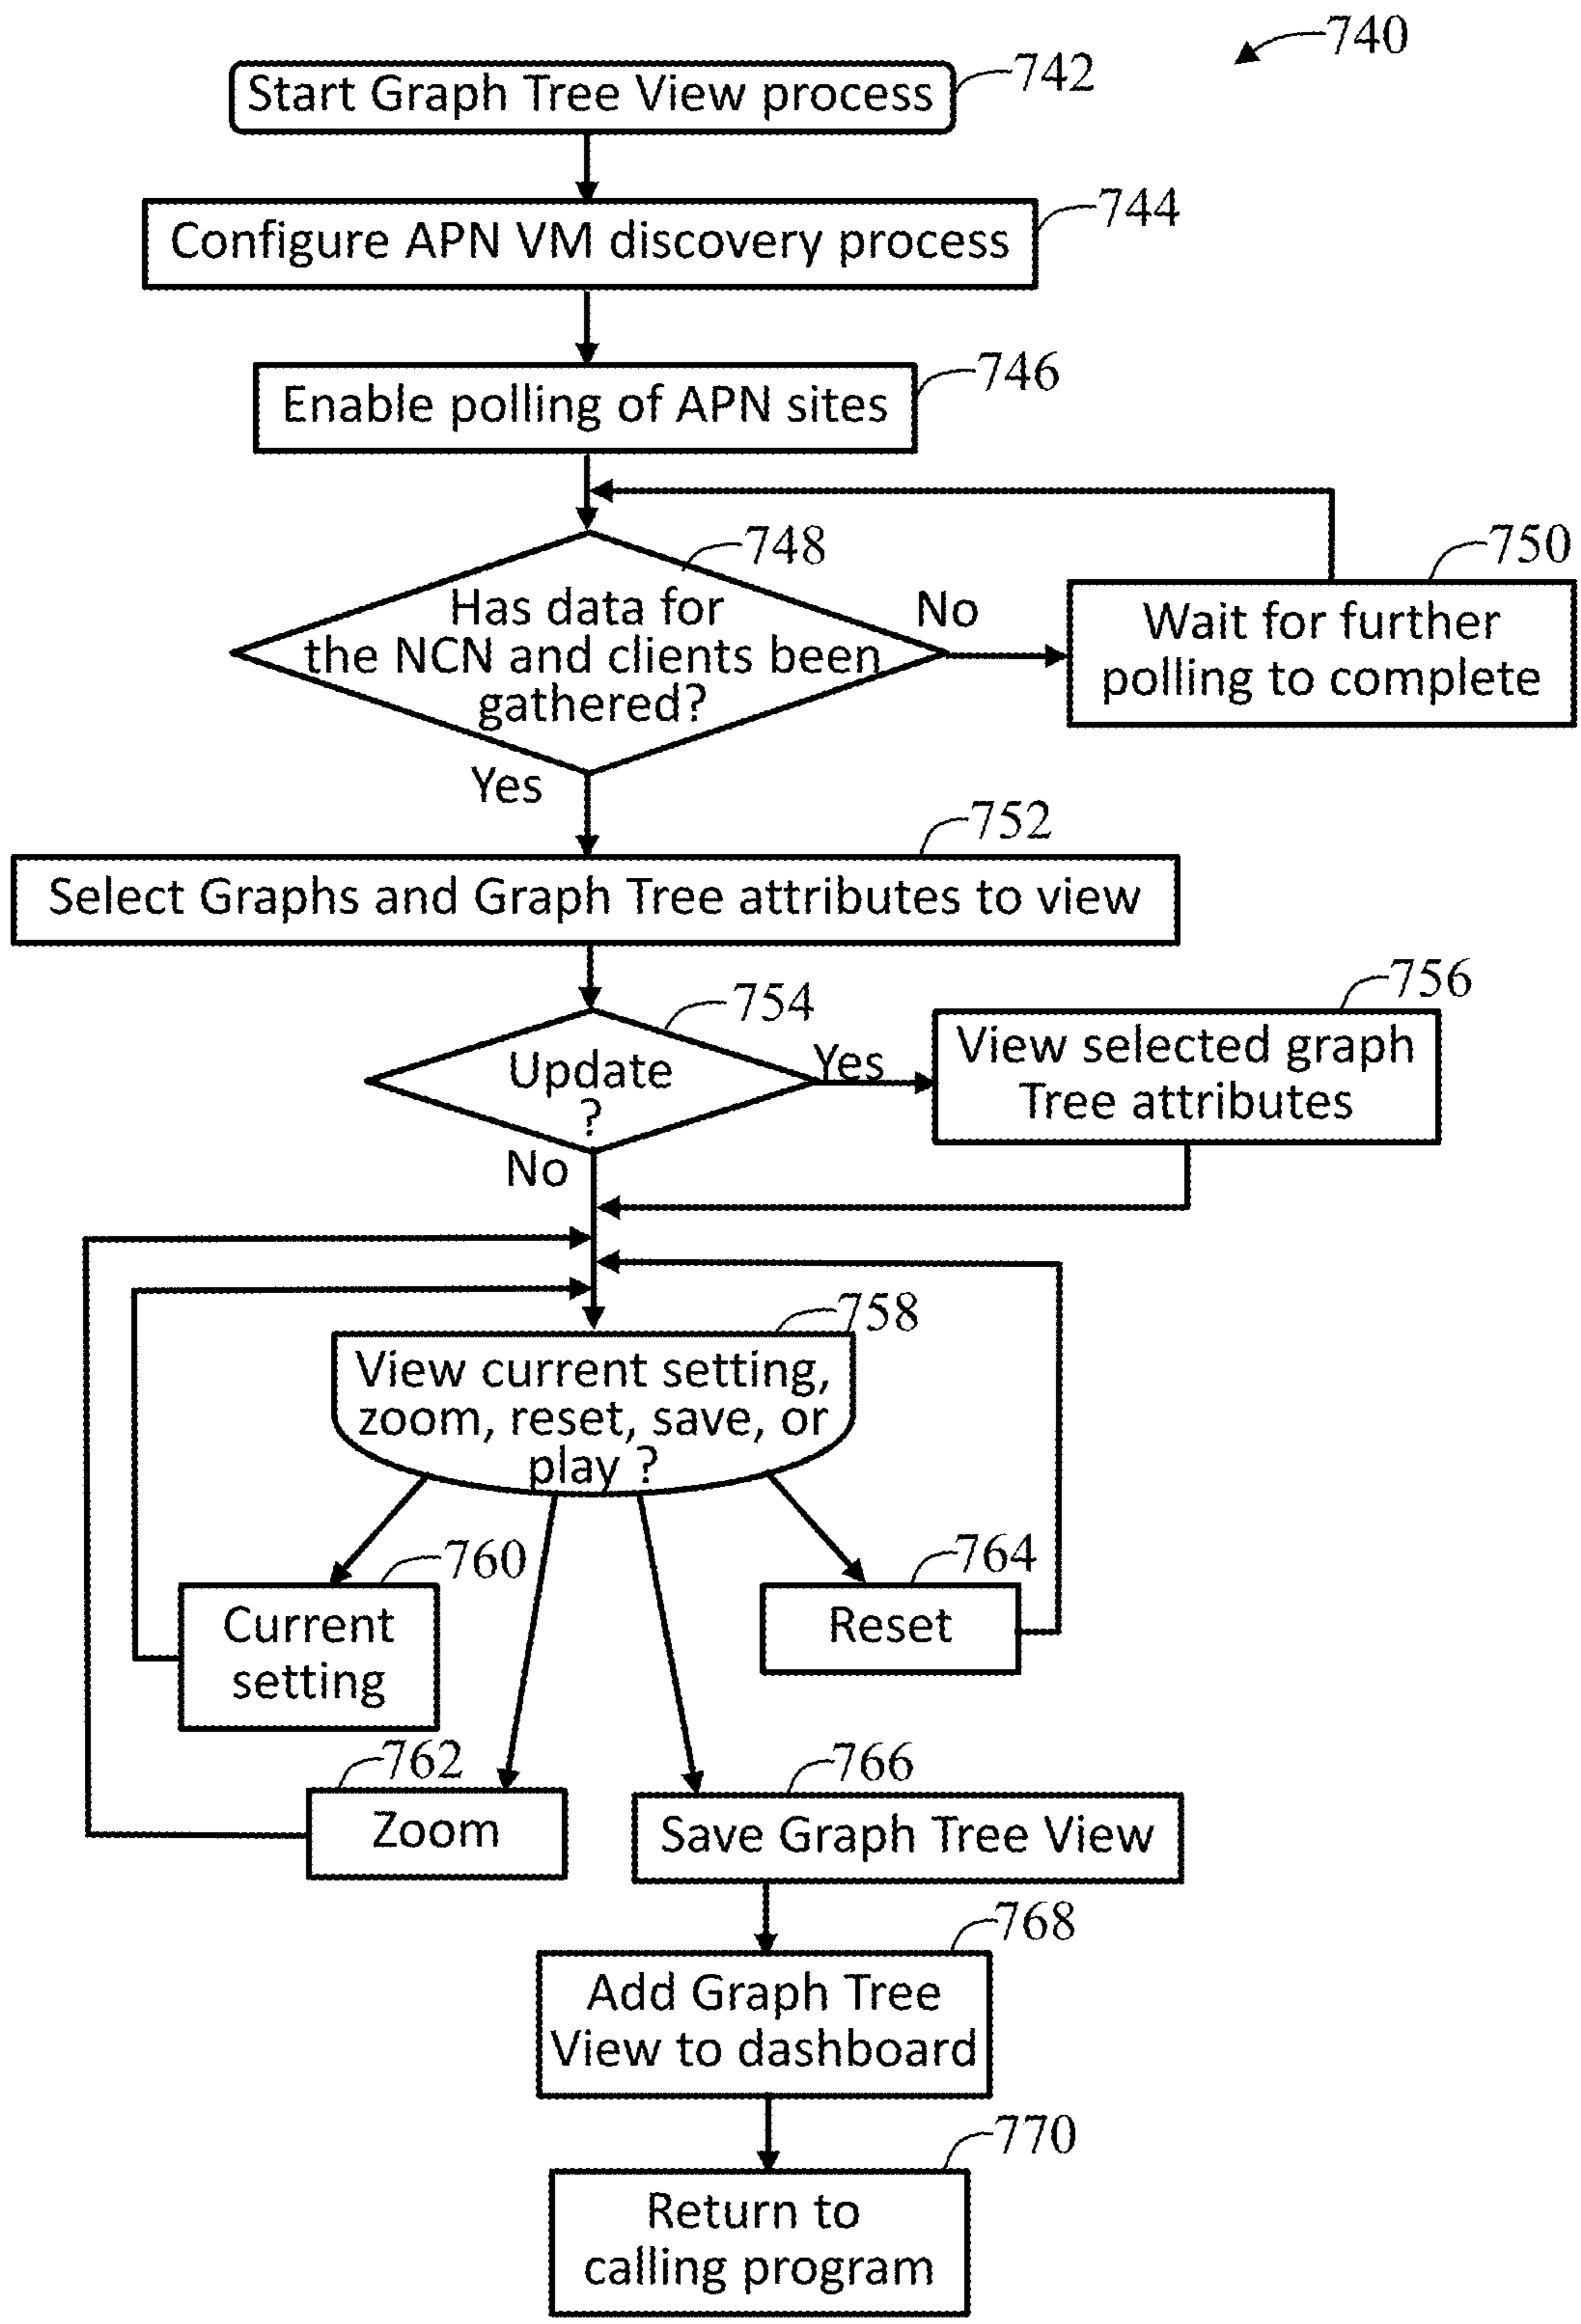 740
Start Graph Tree View process
742
Configure APN VM discovery process
744
Enable polling of APN sites
746
748
Has data for
the NCN and clients been
gathered?
No
Yes
750
Wait for further
polling to complete
752
Select Graphs and Graph Tree attributes to view
754
Update
?
Yes
No
756
View selected graph
Tree attributes
758
View current setting,
zoom, reset, save, or
play ?
760
Current
setting
764
Reset
762
Zoom
766
Save Graph Tree View
768
Add Graph Tree
View to dashboard
770
Return to
calling program